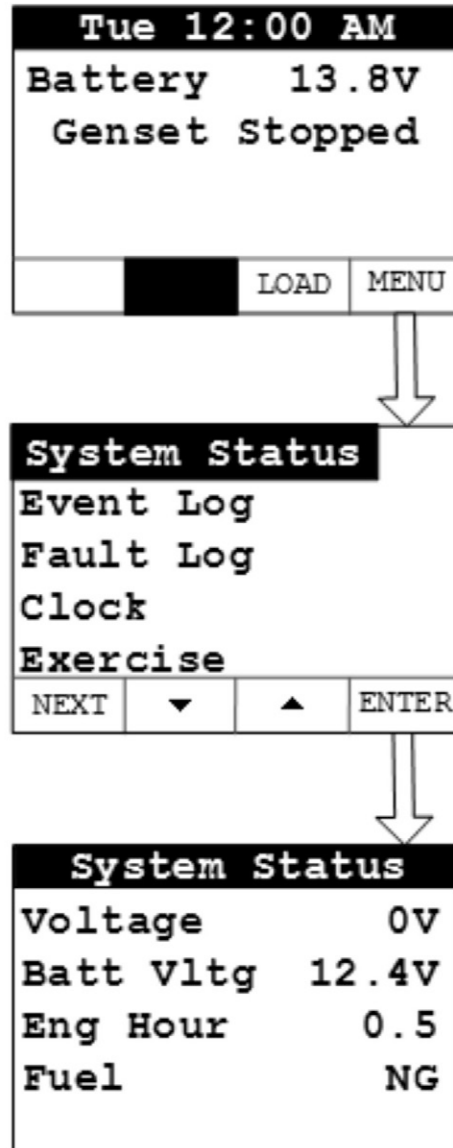 Tue 12:00 AM
Battery 13.8V
Genset Stopped
LOAD MENU
System Status
Event Log
Fault Log
Clock
Exercise
NEXT ▼ ▲ ENTER
System Status
Voltage 0V
Batt Vltg 12.4V
Eng Hour 0.5
Fuel NG